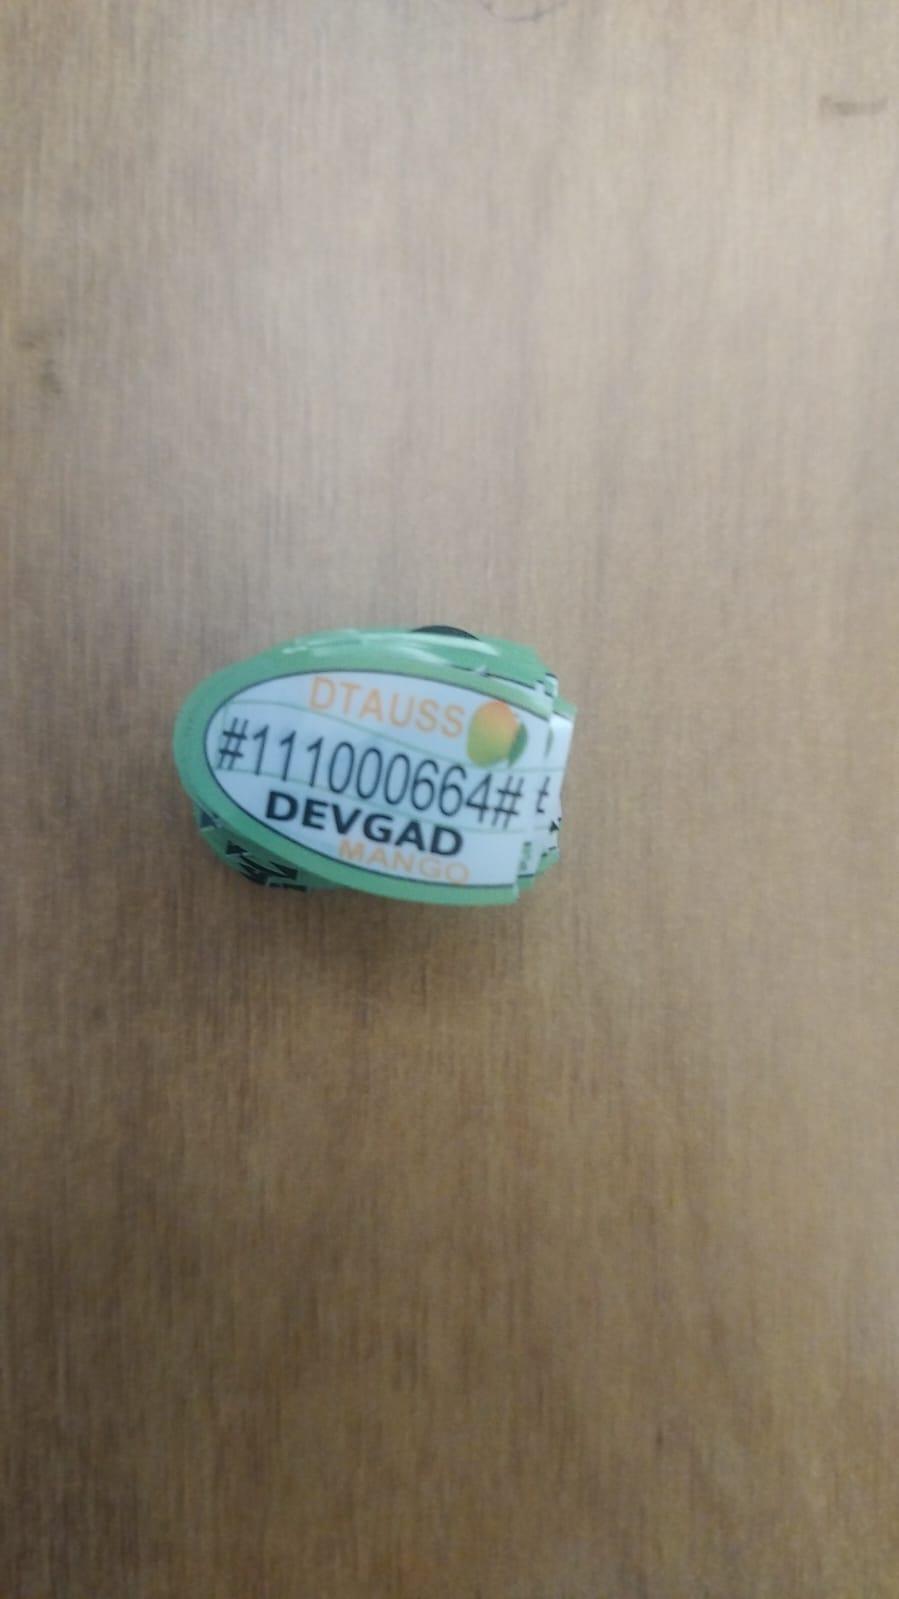 DTAUSS
#111000664#
DEVGAD
MANGO